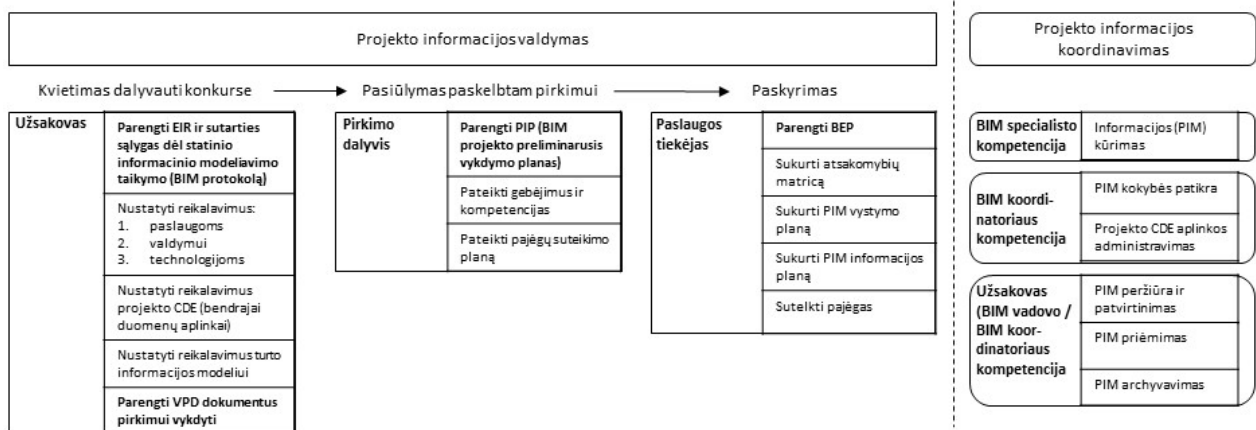 Projekto informacijos valdymas
Projekto informacijos
koordinavimas
Kvietimas dalyvauti konkurse
Pasiūlymas paskelbtam pirkimui
Paskyrimas
Užsakovas
Parengti EIR ir sutarties
sąlygas dėl statinio
informacinio modeliavimo
taikymo (BIM protokolą)
Nustatyti reikalavimus:
1. paslaugoms
2. valdymui
3. technologijoms
Nustatyti reikalavimus
projekto CDE (bendrajai
duomenų aplinkai)
Nustatyti reikalavimus turto
informacijos modeliui
Parengti VPD dokumentus
pirkimui vykdyti
Pirkimo
dalyvis
Parengti PIP (BIM
projekto preliminarusis
vykdymo planas)
Pateikti gebėjimus ir
kompetencijas
Pateikti pajėgų suteikimo
planą
Paslaugos
tiekėjas
Parengti BEP
Sukurti atsakomybių
matricą
Sukurti PIM vystymo
planą
Sukurti PIM informacijos
planą
Sutelkti pajėgas
BIM specialisto
kompetencija
Informacijos (PIM)
kūrimas
BIM koordi-
natoriaus
kompetencija
PIM kokybės patikra
Projekto CDE aplinkos
administravimas
Užsakovas
(BIM vadovo /
BIM koor-
dinatoriaus
kompetencija
PIM peržiūra ir
patvirtinimas
PIM priėmimas
PIM archyvavimas